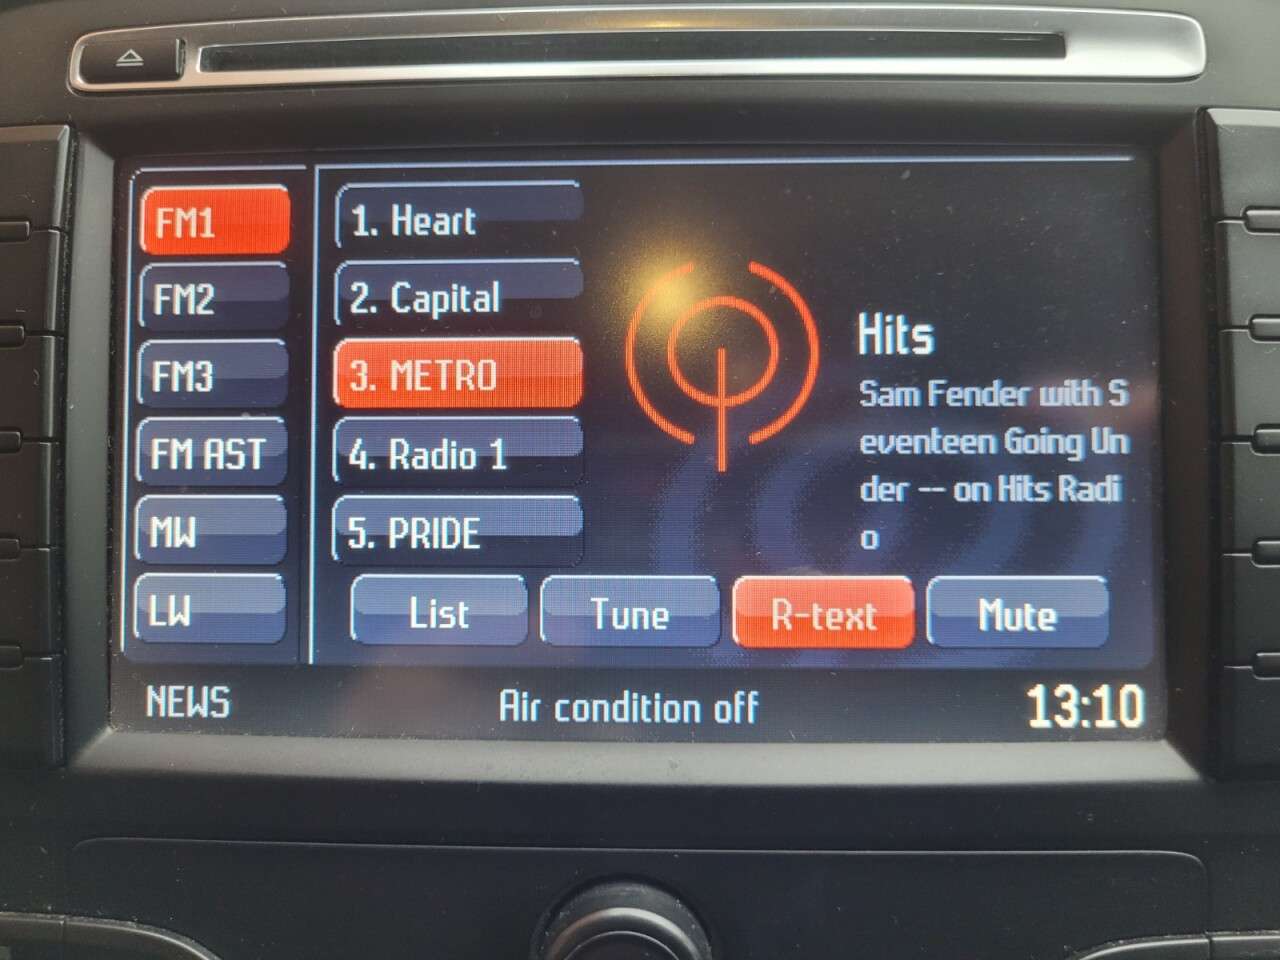 FM1
FM2
FM3
FM AST
MW
LW
1. Heart
2. Capital
3. METRO
4. Radio 1
5. PRIDE
Hits
Sam Fender with S
eventeen Going Un
der -- on Hits Radi
o
List
Tune
R-text
Mute
NEWS
Air condition off
13:10